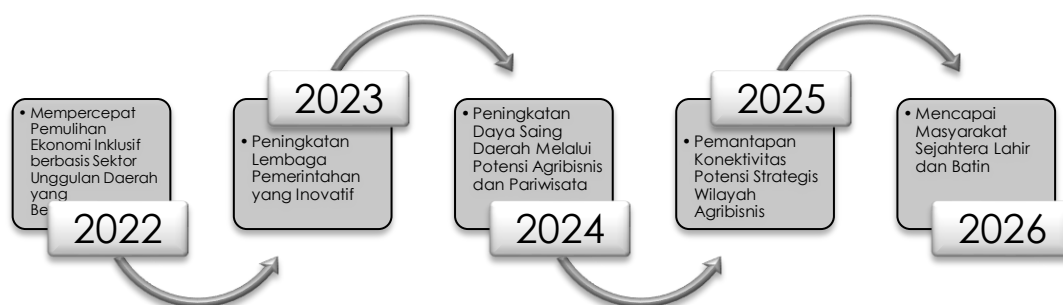 • Mempercepat
Pemulihan
Ekonomi Inklusif
berbasis Sektor
Unggulan Daerah
yang
2022
2023
• Peningkatan
Lembaga
Pemerintahan
yang Inovatif
• Peningkatan
Daya Saing
Daerah Melalui
Potensi Agribisnis
dan Pariwisata
2024
2025
• Pemantapan
Konektivitas
Potensi Strategis
Wilayah
Agribisnis
• Mencapai
Masyarakat
Sejahtera Lahir
dan Batin
2026